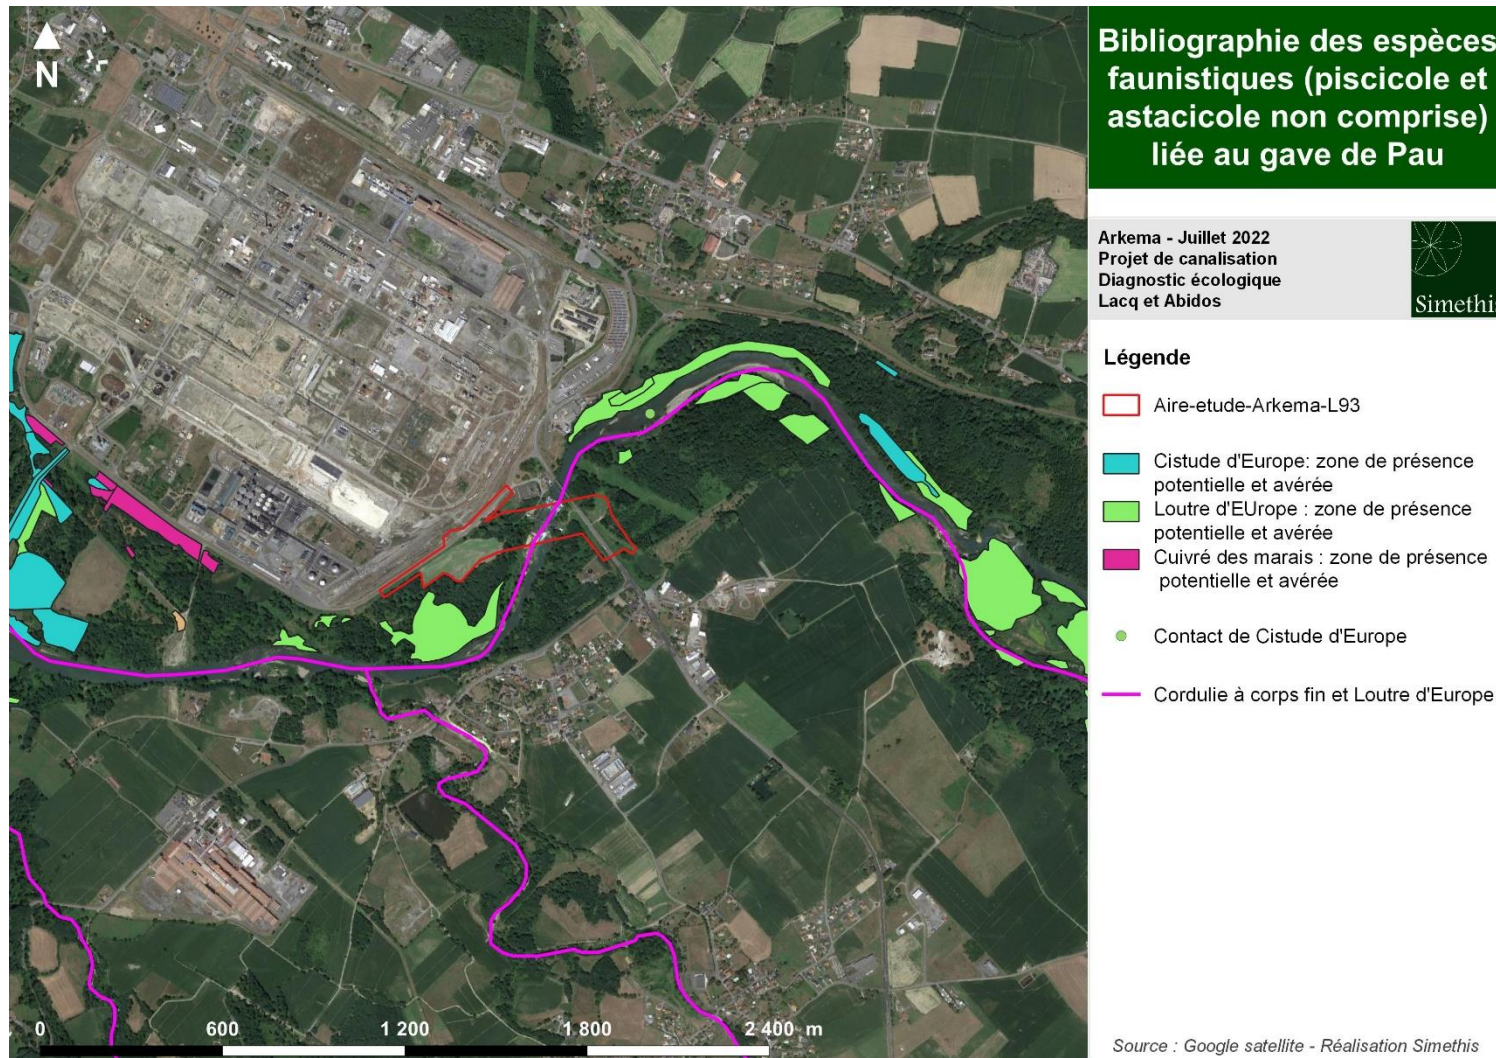 N
Bibliographie des espèces
faunistiques (piscicole et
astacicole non comprise)
liée au gave de Pau
Arkema - Juillet 2022
Projet de canalisation
Diagnostic écologique
Lacq et Abidos
Simethis
Légende
Aire-etude-Arkema-L93
Cistude d'Europe: zone de présence
potentielle et avérée
Loutre d'EUrope : zone de présence
potentielle et avérée
Cuivré des marais : zone de présence
potentielle et avérée
Contact de Cistude d'Europe
Cordulie à corps fin et Loutre d'Europe
0 600 1 200 1 800 2 400 m
Source : Google satellite - Réalisation Simethis